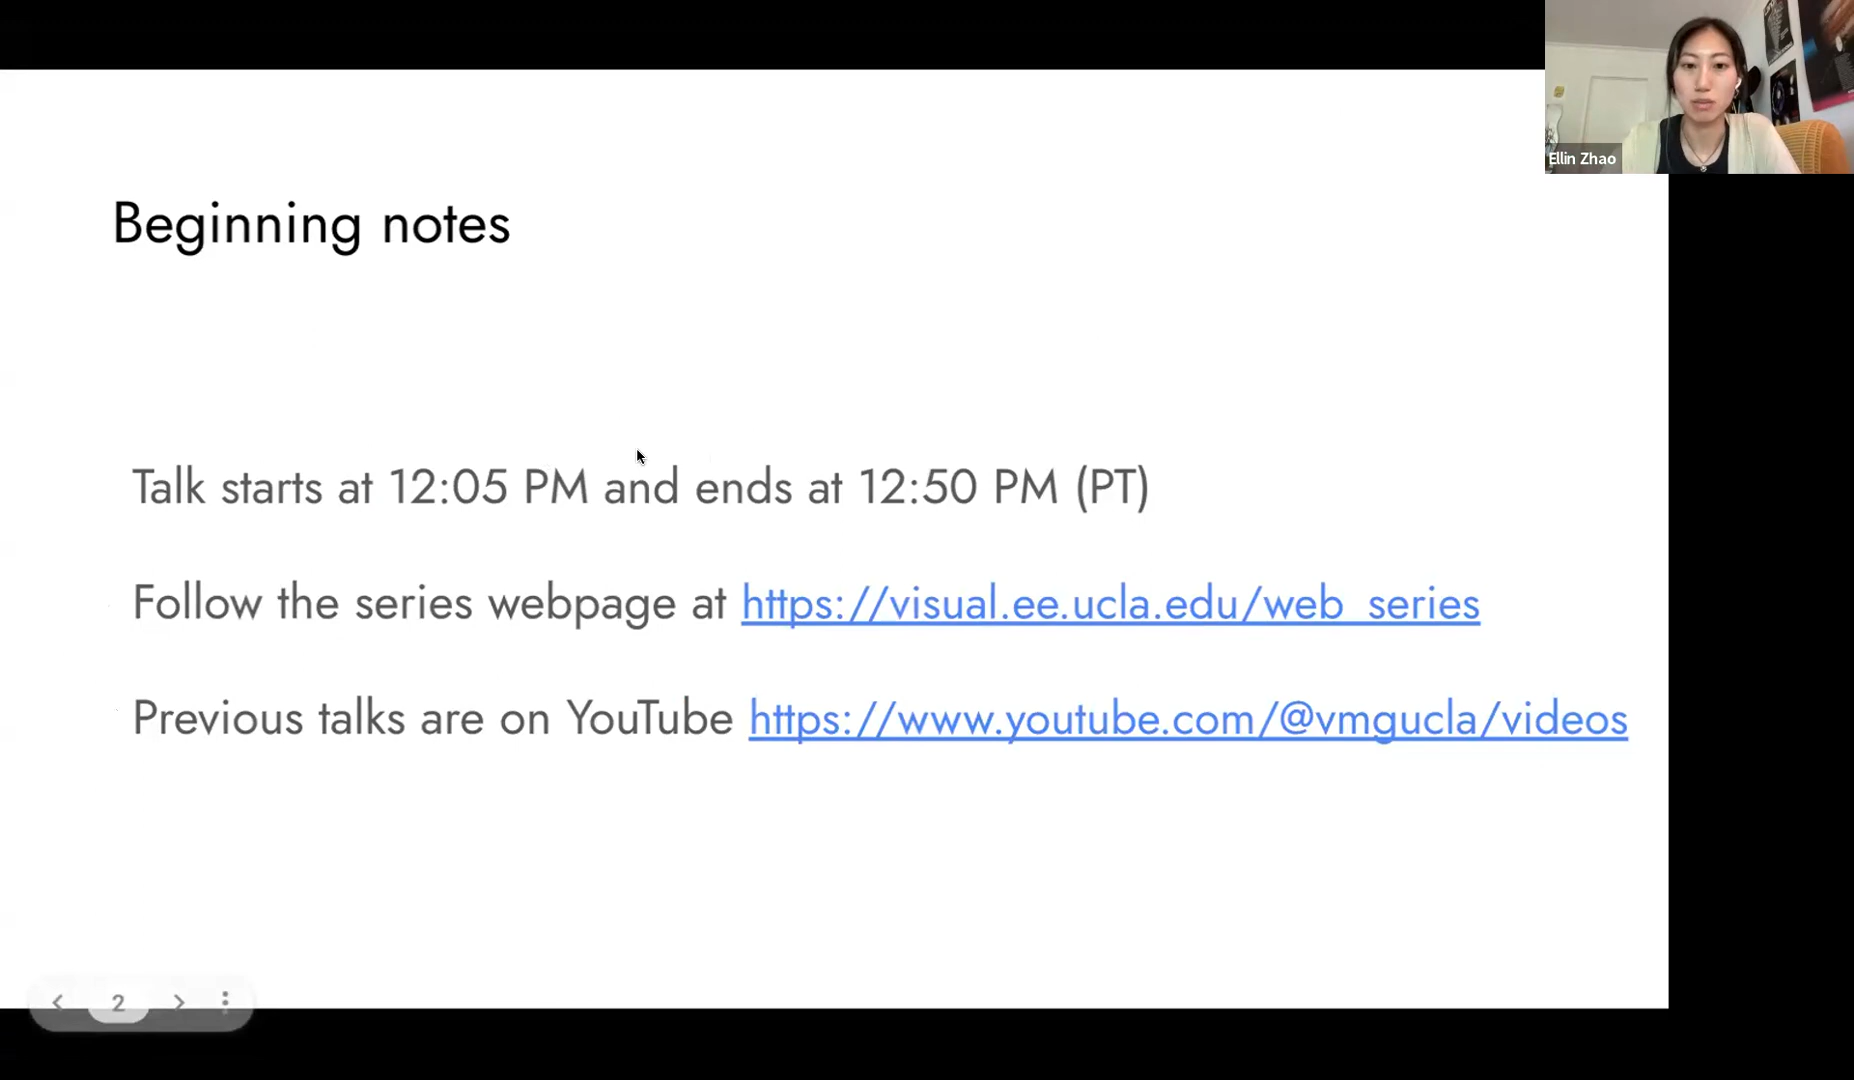 Ellin Zhao
Beginning notes
Talk starts at 12:05 PM and ends at 12:50 PM (PT)
Follow the series webpage at https://visual.ee.ucla.edu/web_series
Previous talks are on YouTube https://www.youtube.com/@vmgucla/videos
2